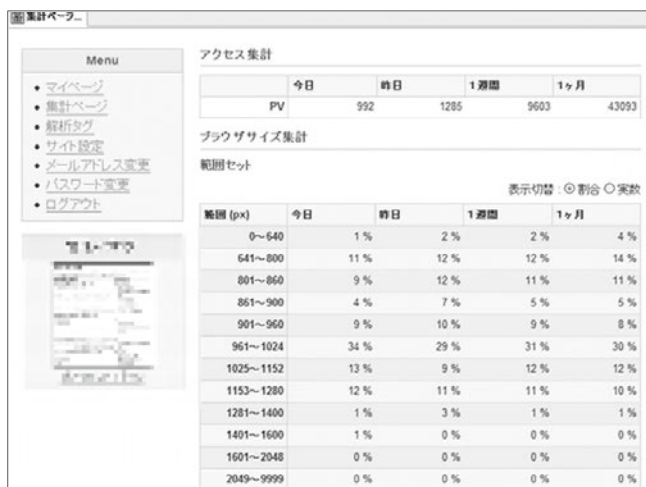 集計ページ...
Menu
マイページ
集計ページ
解析タグ
サイト設定
メールアドレス変更
パスワード変更
ログアウト
アクセス集計
今日 昨日 1週間 1ヶ月
PV 992 1285 9603 43093
ブラウザサイズ集計
範囲セット
表示切替 : 割合 実数
範囲 (px) 今日 昨日 1週間 1ヶ月
0～640 1 % 2 % 2 % 4 %
641～800 11 % 12 % 12 % 14 %
801～860 9 % 12 % 11 % 11 %
861～900 4 % 7 % 5 % 5 %
901～960 9 % 10 % 9 % 8 %
961～1024 34 % 29 % 31 % 30 %
1025～1152 13 % 9 % 12 % 12 %
1153～1280 12 % 11 % 11 % 10 %
1281～1400 1 % 3 % 1 % 1 %
1401～1600 1 % 0 % 0 % 0 %
1601～2048 0 % 0 % 0 % 0 %
2049～9999 0 % 0 % 0 % 0 %